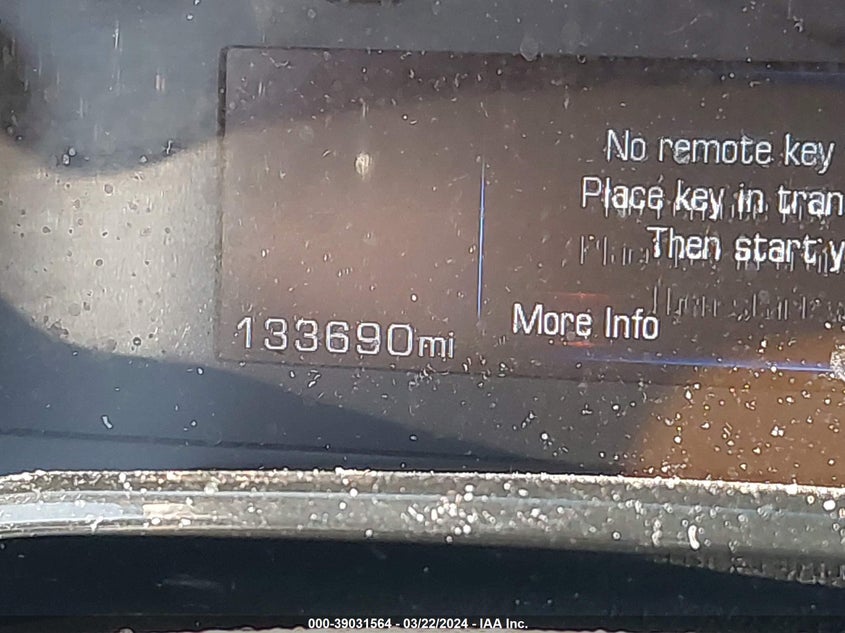 No remote key
Place key in tran
Then start y
More Info
133690mi
000-39031564 - 03/22/2024 - IAA Inc.